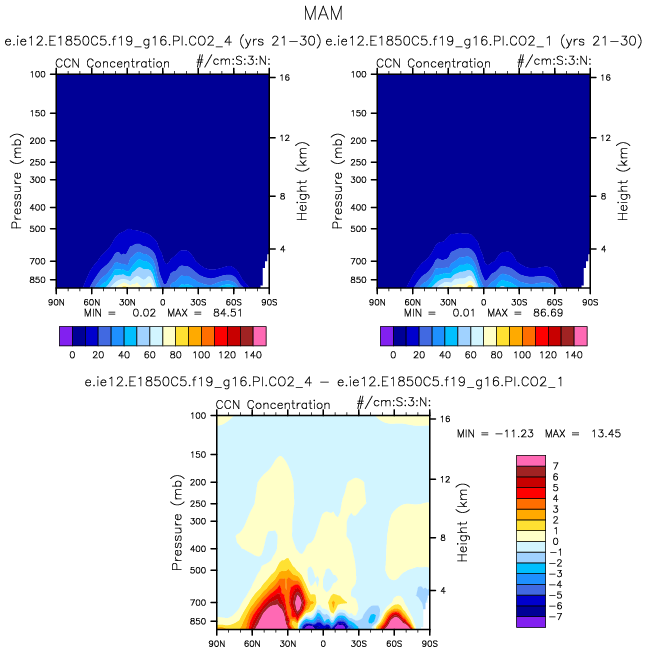 MAM
e.ie12.E1850C5.f19_g16.PI.CO2_4 (yrs 21-30) e.ie12.E1850C5.f19_g16.PI.CO2_1 (yrs 21-30)
CCN Concentration #/cm:S:3:N:
100
150
200
250
300
400
500
700
850
Pressure (mb)
16
12
8
4
Height (km)
90N 60N 30N 0 30S 60S 90S
MIN = 0.02 MAX = 84.51
0 20 40 60 80 100 120 140
CCN Concentration #/cm:S:3:N:
100
150
200
250
300
400
500
700
850
Pressure (mb)
16
12
8
4
Height (km)
90N 60N 30N 0 30S 60S 90S
MIN = 0.01 MAX = 86.69
0 20 40 60 80 100 120 140
e.ie12.E1850C5.f19_g16.PI.CO2_4 - e.ie12.E1850C5.f19_g16.PI.CO2_1
CCN Concentration #/cm:S:3:N:
100
150
200
250
300
400
500
700
850
Pressure (mb)
16
12
8
4
Height (km)
90N 60N 30N 0 30S 60S 90S
MIN = -11.23 MAX = 13.45
7
6
5
4
3
2
1
0
-1
-2
-3
-4
-5
-6
-7